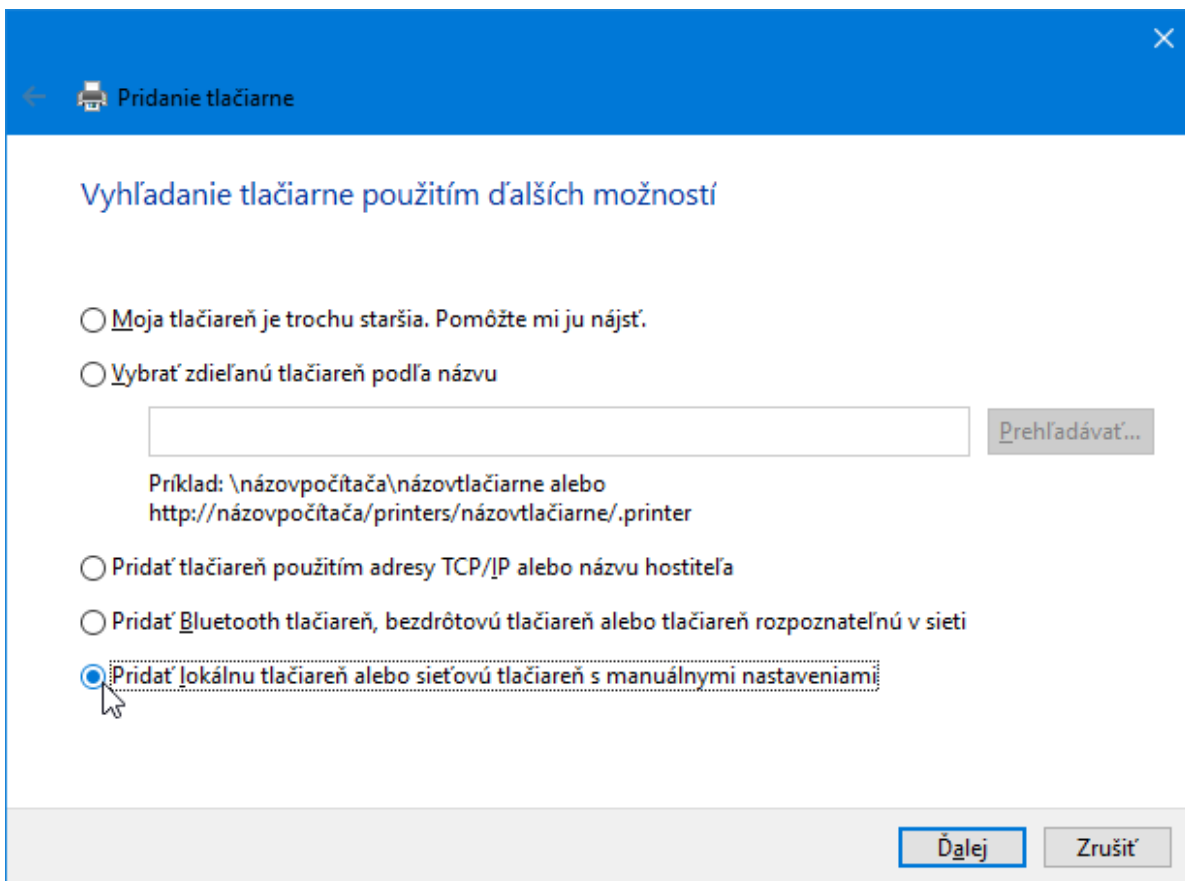 Pridanie tlačiarne
Vyhľadanie tlačiarne použitím ďalších možností
Moja tlačiareň je trochu staršia. Pomôžte mi ju nájsť.
Vybrať zdieľanú tlačiareň podľa názvu
Prehľadávať...
Príklad: \názovpočítača\názovtlačiarne alebo
http://názovpočítača/printers/názovtlačiarne/.printer
Pridať tlačiareň použitím adresy TCP/IP alebo názvu hostiteľa
Pridať Bluetooth tlačiareň, bezdrôtovú tlačiareň alebo tlačiareň rozpoznateľnú v sieti
Pridať lokálnu tlačiareň alebo sieťovú tlačiareň s manuálnymi nastaveniami
Ďalej
Zrušiť